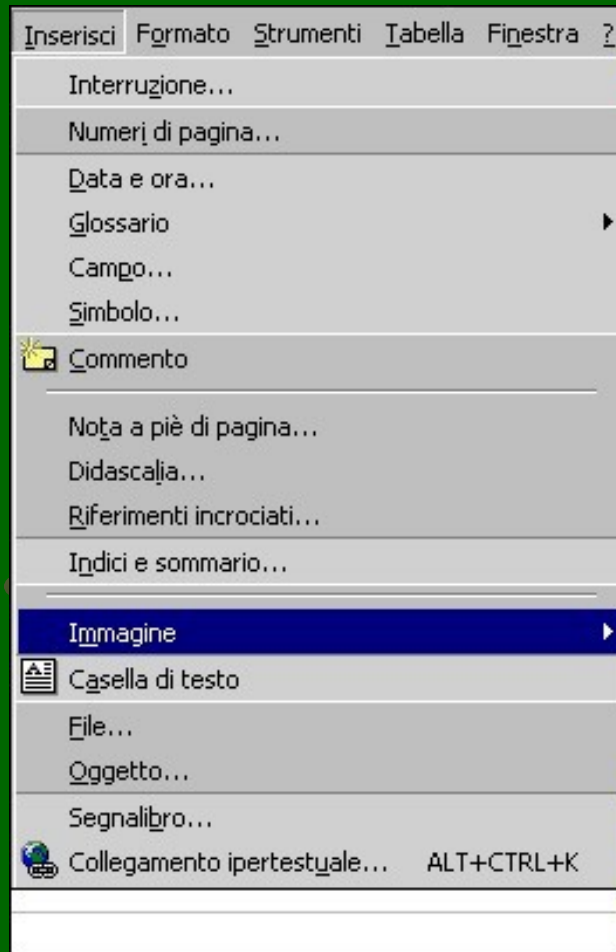 Inserisci Formato Strumenti Tabella Finestra ?
Interruzione...
Numeri di pagina...
Data e ora...
Glossario
Campo...
Simbolo...
Commento
Nota a piè di pagina...
Didascalia...
Riferimenti incrociati...
Indici e sommario...
Immagine
Casella di testo
File...
Oggetto...
Segnalibro...
Collegamento ipertestuale... ALT+CTRL+K